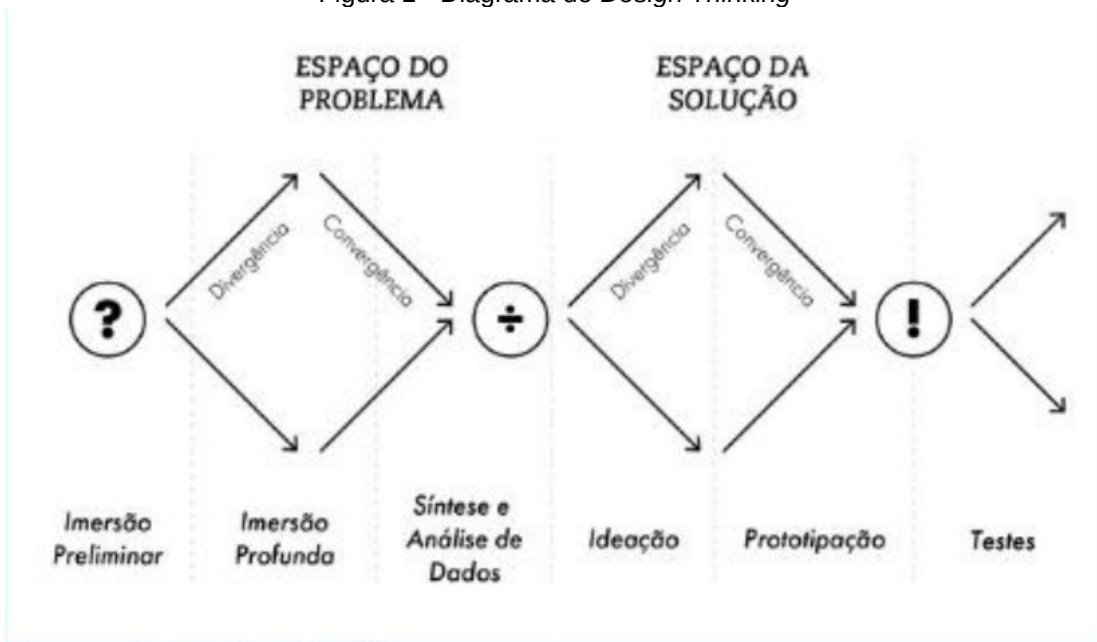 Figura 2 - Diagrama do Design Thinking
ESPAÇO DO
PROBLEMA
ESPAÇO DA
SOLUÇÃO
Divergência
Convergência
Divergência
Convergência
?
÷
!
Imersão
Preliminar
Imersão
Profunda
Síntese e
Análise de
Dados
Ideação
Prototipação
Testes